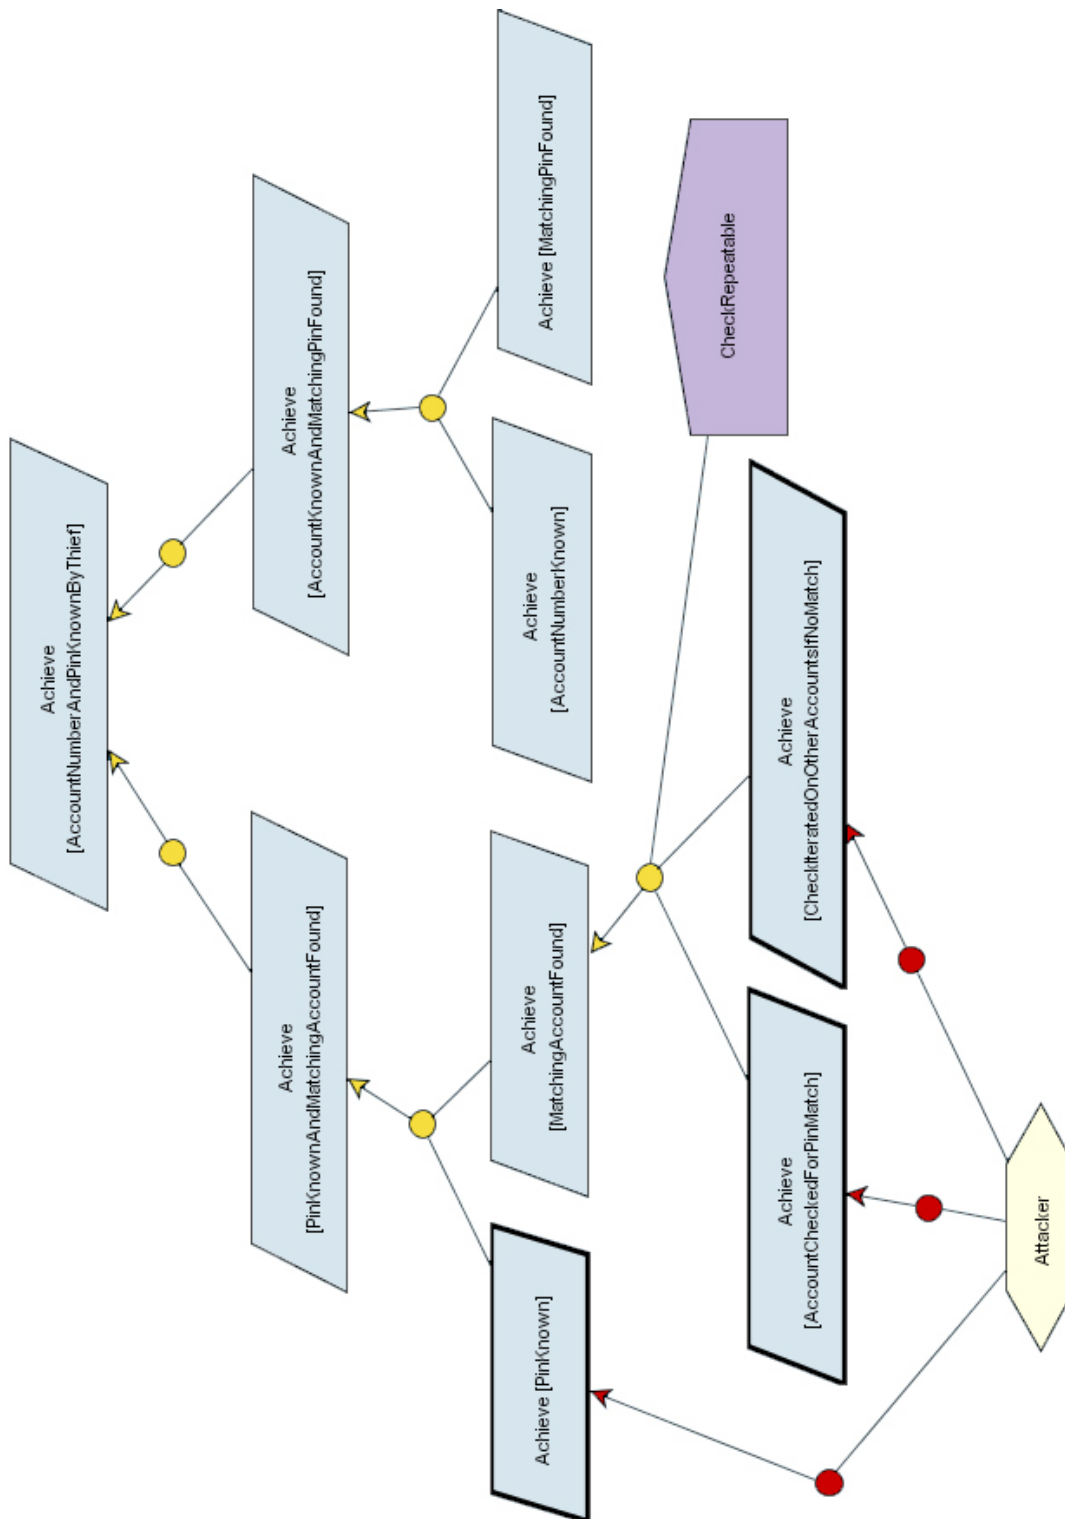 Achieve
[AccountNumberAndPinKnownByThief]
Achieve
[PinKnownAndMatchingAccountFound]
Achieve
[AccountKnownAndMatchingPinFound]
Achieve [PinKnown]
Achieve
[MatchingAccountFound]
Achieve
[AccountNumberKnown]
Achieve [MatchingPinFound]
Achieve
[AccountCheckedForPinMatch]
Achieve
[CheckIteratedOnOtherAccountsIfNoMatch]
CheckRepeatable
Attacker